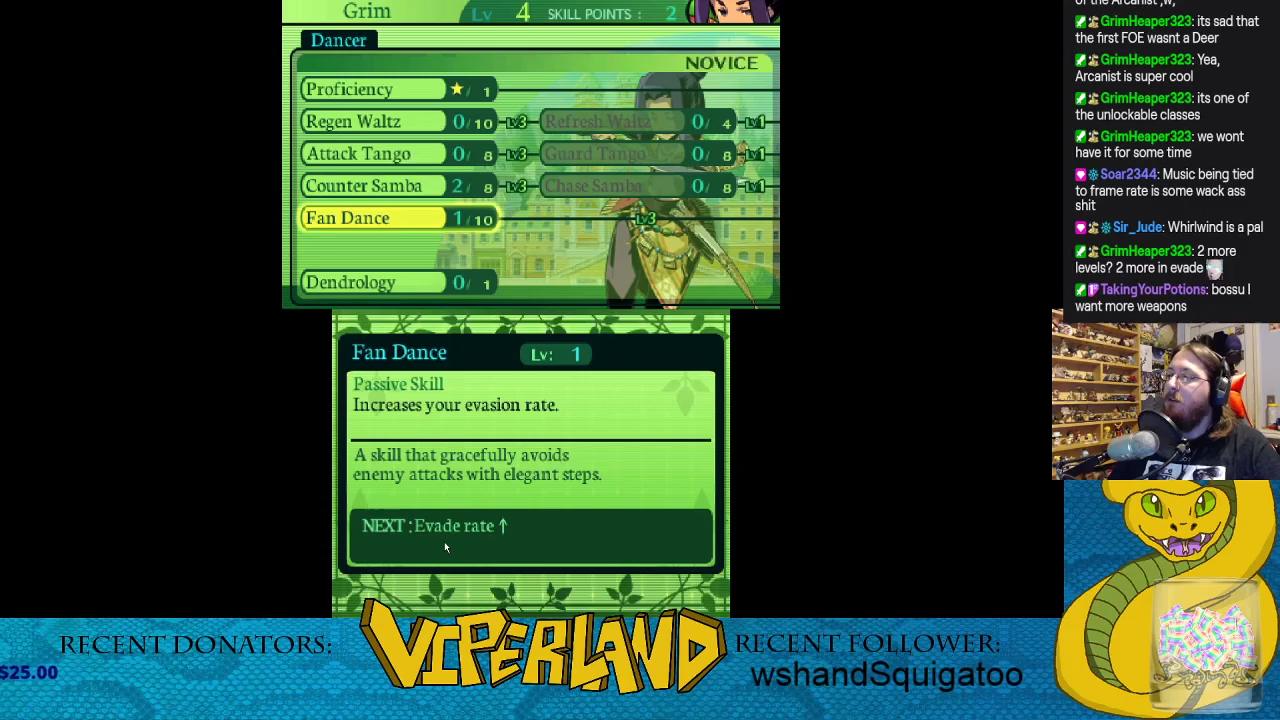 Grim Lv 4 SKILL POINTS : 2
Dancer
NOVICE
Proficiency ★/ 1
Regen Waltz 0/10 Lv3 Refresh Waltz 0/ 4 Lv1
Attack Tango 0/ 8 Lv3 Guard Tango 0/ 8 Lv1
Counter Samba 2/ 8 Lv3 Chase Samba 0/ 8 Lv1
Fan Dance 1/10 Lv3
Dendrology 0/ 1
Fan Dance Lv: 1
Passive Skill
Increases your evasion rate.
A skill that gracefully avoids
enemy attacks with elegant steps.
NEXT : Evade rate ↑
of the Arcanist ,w,
GrimHeaper323: its sad that
the first FOE wasnt a Deer
GrimHeaper323: Yea,
Arcanist is super cool
GrimHeaper323: its one of
the unlockable classes
GrimHeaper323: we wont
have it for some time
Soar2344: Music being tied
to frame rate is some wack ass
shit
Sir_Jude: Whirlwind is a pal
GrimHeaper323: 2 more
levels? 2 more in evade
TakingYourPotions: bossu I
want more weapons
RECENT DONATORS:
$25.00
VIPERLAND
RECENT FOLLOWER:
wshandSquigatoo